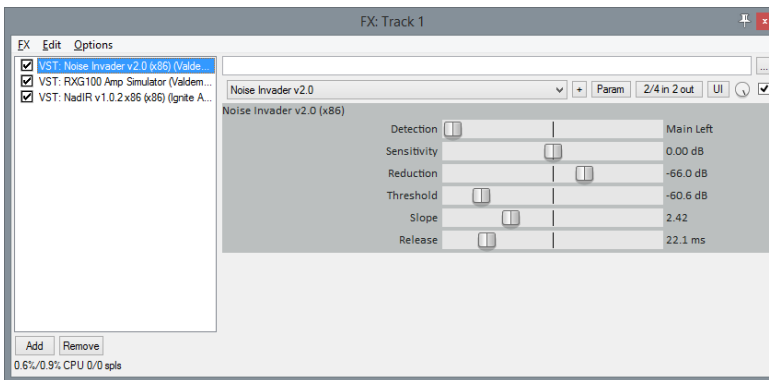 FX: Track 1
FX Edit Options
VST: Noise Invader v2.0 (x86) (Valde...
VST: RXG100 Amp Simulator (Valdem...
VST: NadIR v1.0.2 x86 (x86) (Ignite A...
...
Noise Invader v2.0
+ Param 2/4 in 2 out UI
Noise Invader v2.0 (x86)
Detection Main Left
Sensitivity 0.00 dB
Reduction -66.0 dB
Threshold -60.6 dB
Slope 2.42
Release 22.1 ms
Add Remove
0.6%/0.9% CPU 0/0 spls